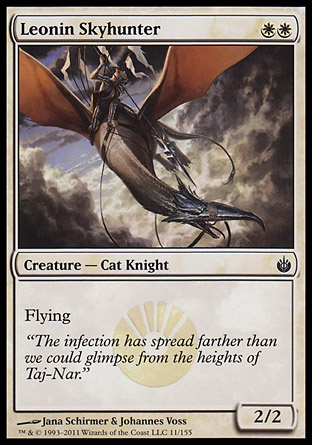 Leonin Skyhunter
Creature — Cat Knight
Flying
“The infection has spread farther than
we could glimpse from the heights of
Taj-Nar.”
Jana Schirmer & Johannes Voss
™ & © 1993–2011 Wizards of the Coast LLC 11/155
2/2